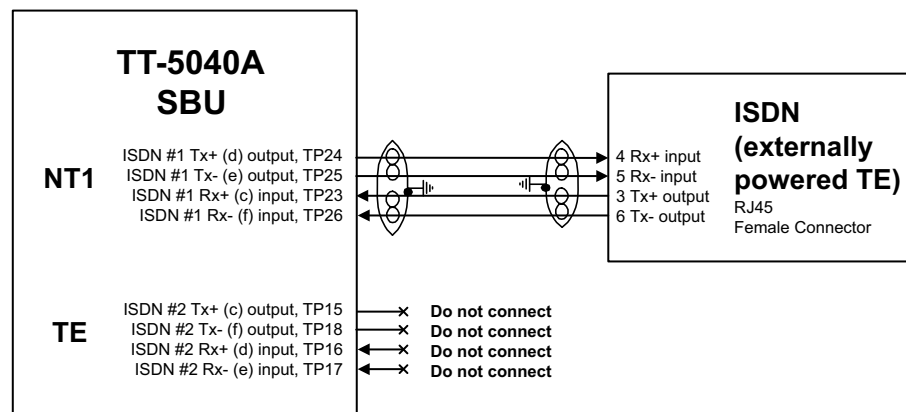 TT-5040A
SBU
NT1
ISDN #1 Tx+ (d) output, TP24
ISDN #1 Tx- (e) output, TP25
ISDN #1 Rx+ (c) input, TP23
ISDN #1 Rx- (f) input, TP26
4 Rx+ input
5 Rx- input
3 Tx+ output
6 Tx- output
ISDN
(externally
powered TE)
RJ45
Female Connector
TE
ISDN #2 Tx+ (c) output, TP15
Do not connect
ISDN #2 Tx- (f) output, TP18
Do not connect
ISDN #2 Rx+ (d) input, TP16
Do not connect
ISDN #2 Rx- (e) input, TP17
Do not connect